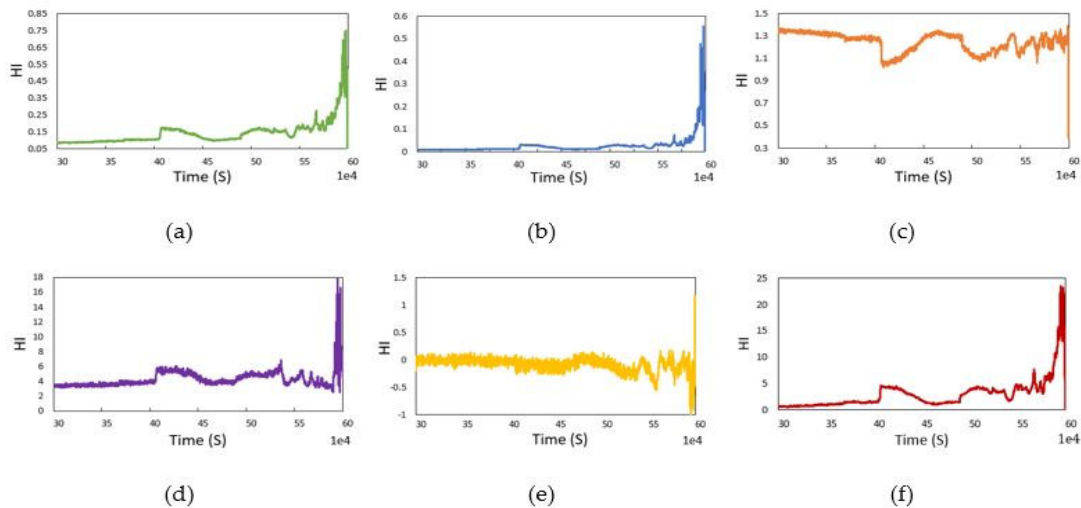 0.85
0.75
0.65
0.55
0.45
0.35
0.25
0.15
0.05
HI
30 35 40 45 50 55 60
Time (S)
1e4
(a)
0.6
0.5
0.4
0.3
0.2
0.1
0
HI
30 35 40 45 50 55 60
Time (S)
1e4
(b)
1.5
1.3
1.1
0.9
0.7
0.5
0.3
HI
30 35 40 45 50 55 60
Time (S)
1e4
(c)
18
16
14
12
10
8
6
4
2
0
HI
30 35 40 45 50 55 60
Time (S)
1e4
(d)
1.5
1
0.5
0
-0.5
-1
HI
30 35 40 45 50 55 60
Time (S)
1e4
(e)
25
20
15
10
5
0
HI
30 35 40 45 50 55 60
Time (S)
1e4
(f)